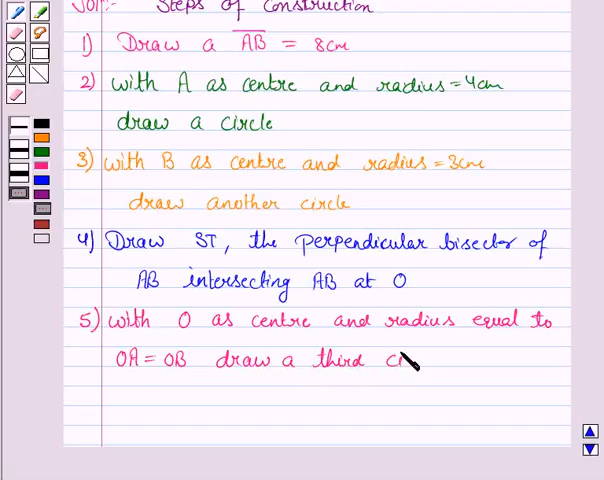 Soln: Steps of Construction
1) Draw a AB = 8cm
2) with A as centre and radius = 4cm
draw a circle
3) with B as centre and radius = 3cm
draw another circle
4) Draw ST, the perpendicular bisector of
AB intersecting AB at O
5) with O as centre and radius equal to
OA = OB draw a third ci